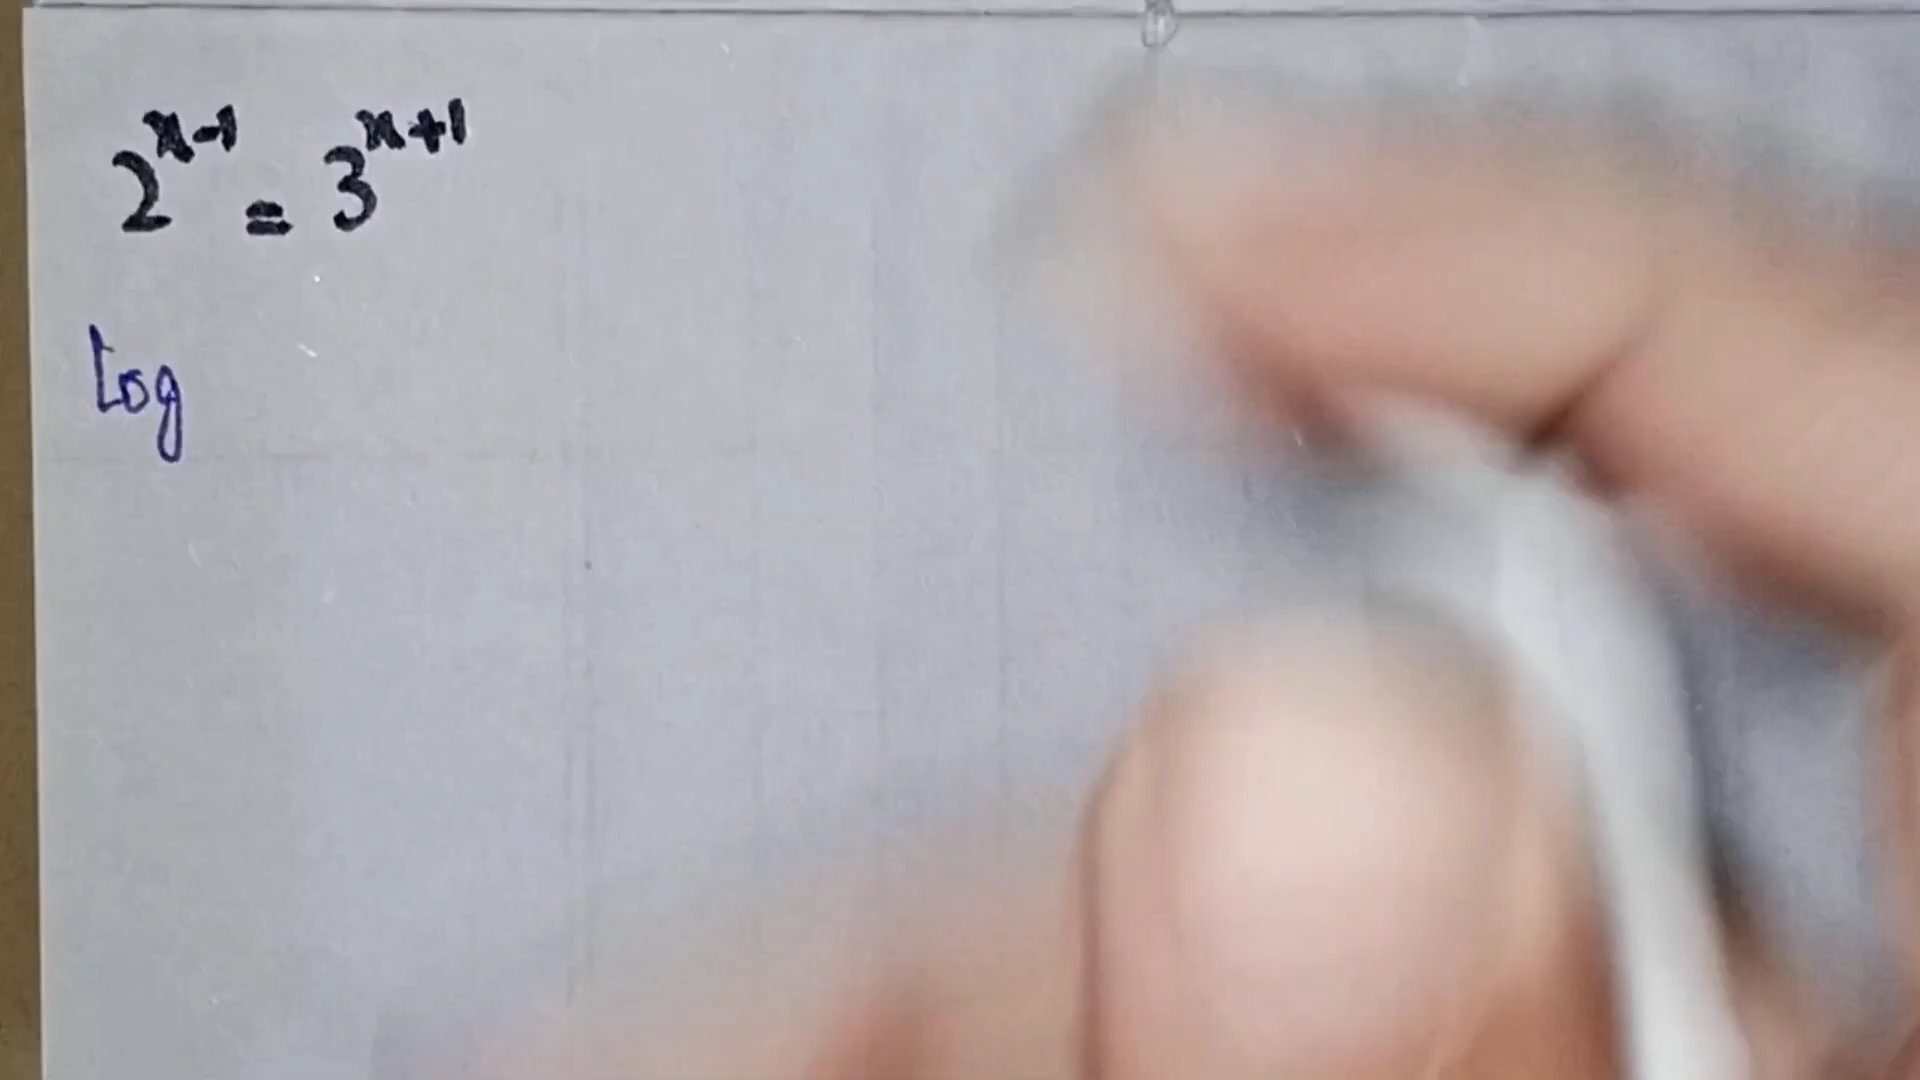 2^{x-1} = 3^{x+1}
Log